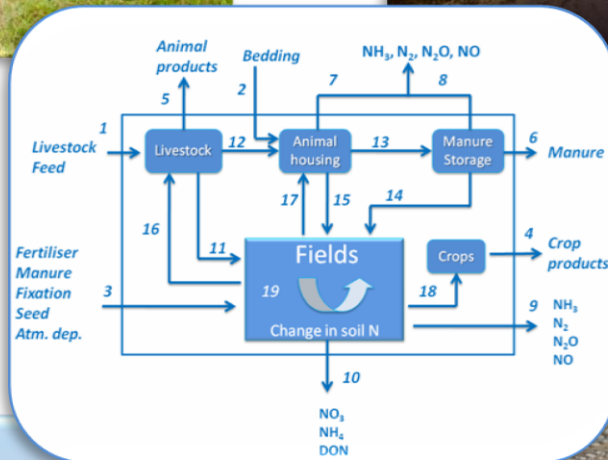 Animal
products
Bedding
NH₃, N₂, N₂O, NO
5
2
7
8
1
Livestock
Feed
Livestock
12
Animal
housing
13
Manure
Storage
6
Manure
16
11
17
15
14
Fertiliser
Manure
Fixation
Seed
Atm. dep.
3
Fields
19
Change in soil N
Crops
18
4
Crop
products
9
NH₃
N₂
N₂O
NO
10
NO₃
NH₄
DON